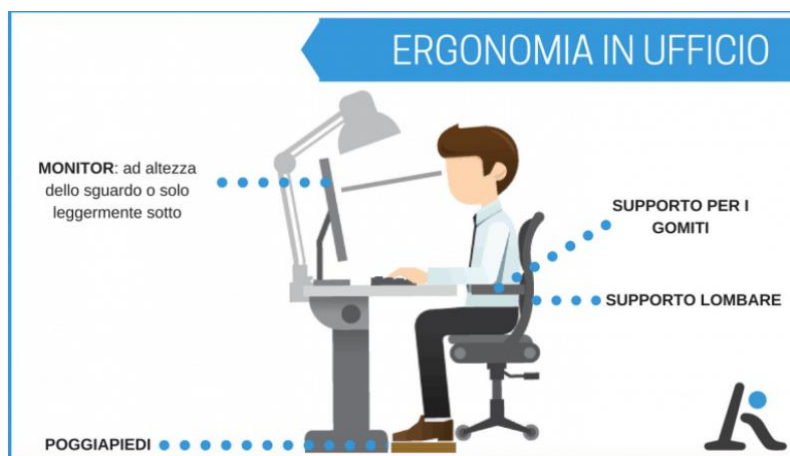 ERGONOMIA IN UFFICIO
MONITOR: ad altezza
dello sguardo o solo
leggermente sotto
SUPPORTO PER I
GOMITI
SUPPORTO LOMBARE
POGGIAPIEDI